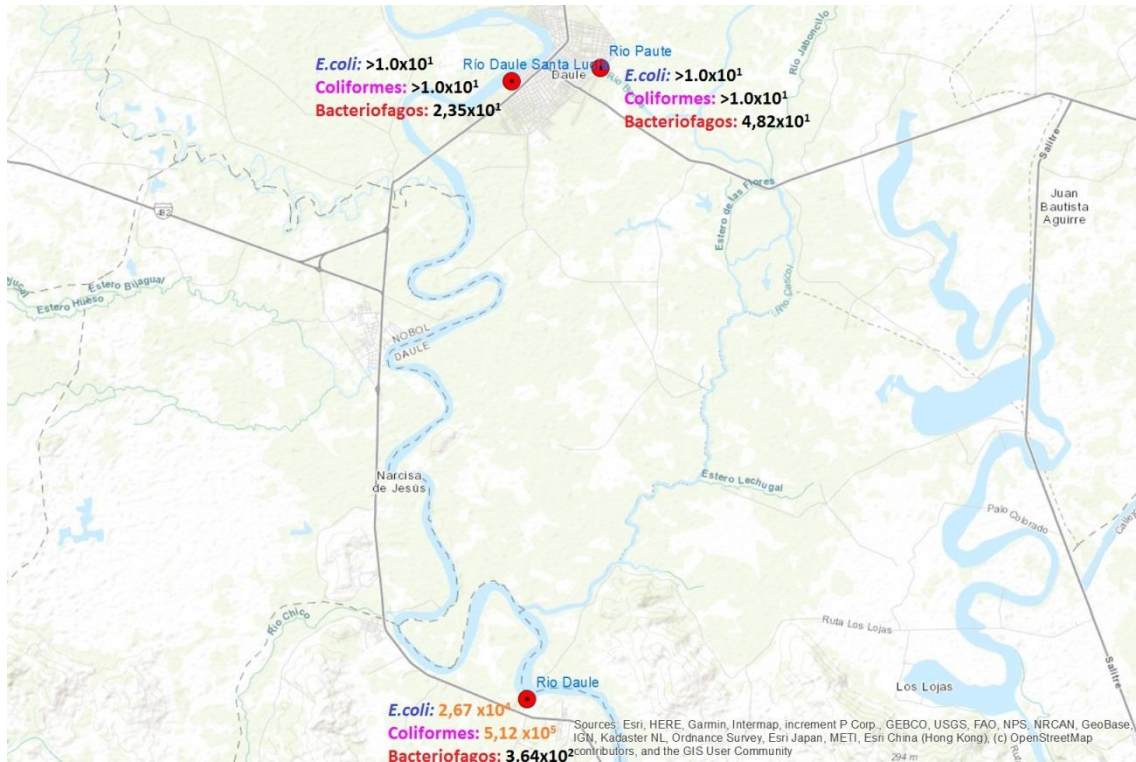 E.coli: >1.0x10¹
Coliformes: >1.0x10¹
Bacteriofagos: 2,35x10¹
Río Daule Santa Lucía
Daule
Rio Paute
E.coli: >1.0x10¹
Coliformes: >1.0x10¹
Bacteriofagos: 4,82x10¹
Rio Jaboncillo
Salitre
Juan
Bautista
Aguirre
Estero de las Flores
Rio Cascol
482
Estero Bijagual
Estero Hueso
NOBOL
DAULE
Narcisa
de Jesús
Estero Lechugal
Palo Colorado
Rio Chico
Ruta Los Lojas
Los Lojas
Salitre
Rio Daule
E.coli: 2,67 x10⁴
Coliformes: 5,12 x10⁵
Bacteriofagos: 3,64x10²
Sources: Esri, HERE, Garmin, Intermap, increment P Corp., GEBCO, USGS, FAO, NPS, NRCAN, GeoBase,
IGN, Kadaster NL, Ordnance Survey, Esri Japan, METI, Esri China (Hong Kong), (c) OpenStreetMap
contributors, and the GIS User Community
294 m